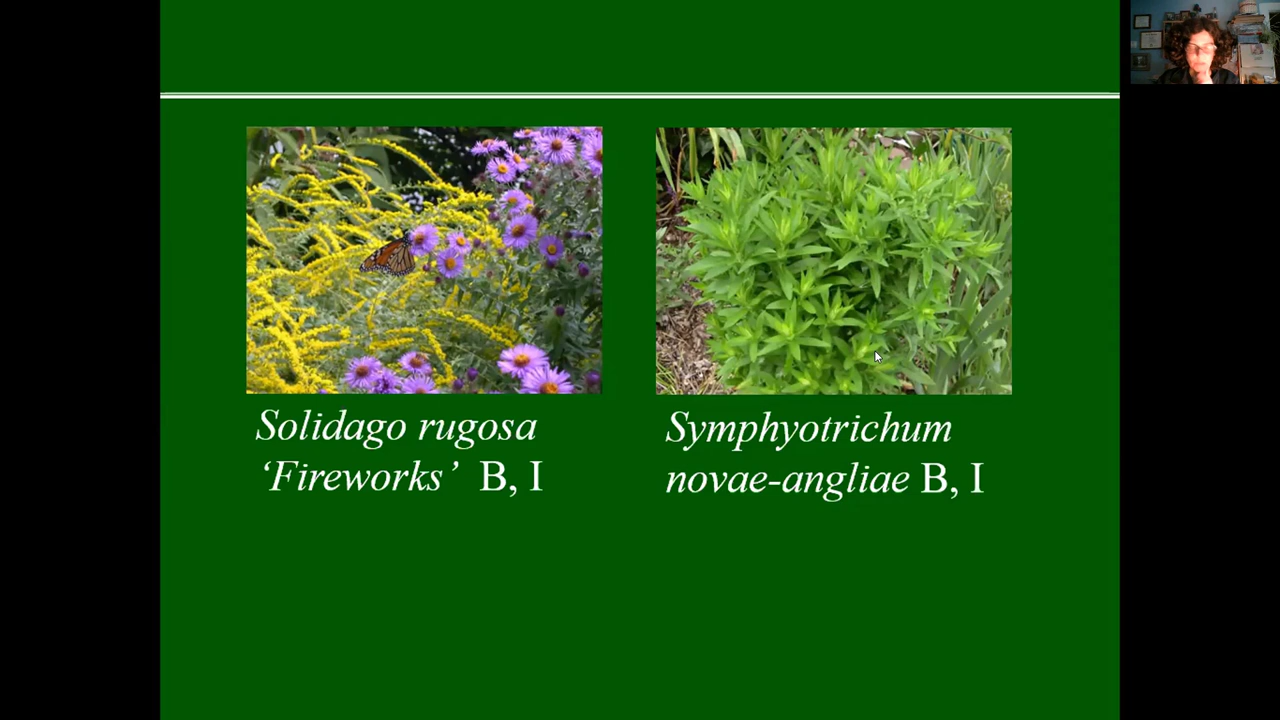 Solidago rugosa
‘Fireworks’ B, I
Symphyotrichum
novae-angliae B, I